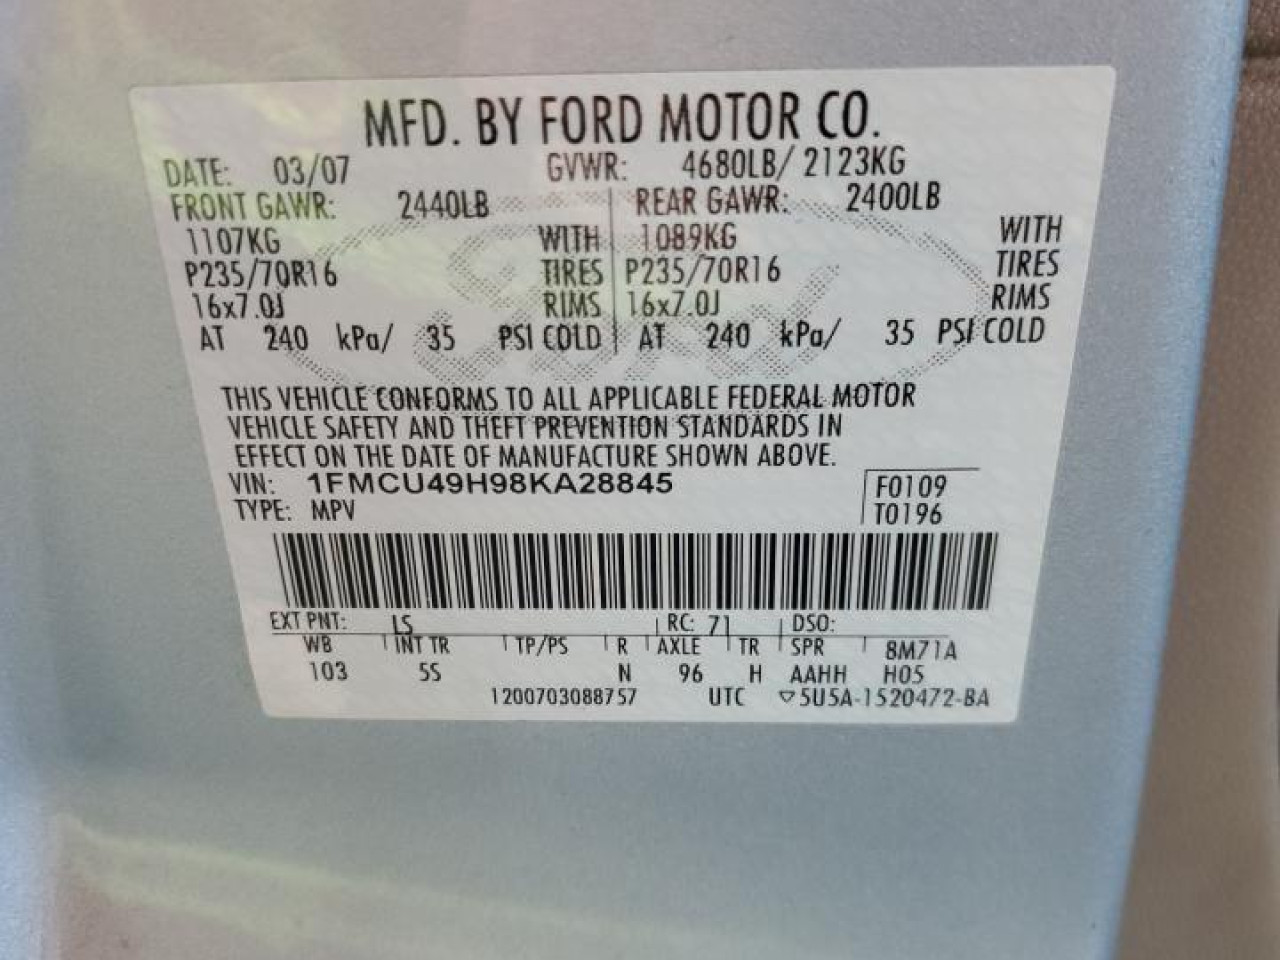 MFD. BY FORD MOTOR CO.
DATE: 03/07 GVWR: 4680LB/ 2123KG
FRONT GAWR: 2440LB REAR GAWR: 2400LB
1107KG WITH 1089KG WITH
P235/70R16 TIRES P235/70R16 TIRES
16x7.0J RIMS 16x7.0J RIMS
AT 240 kPa/ 35 PSI COLD AT 240 kPa/ 35 PSI COLD
THIS VEHICLE CONFORMS TO ALL APPLICABLE FEDERAL MOTOR
VEHICLE SAFETY AND THEFT PREVENTION STANDARDS IN
EFFECT ON THE DATE OF MANUFACTURE SHOWN ABOVE.
VIN: 1FMCU49H98KA28845 F0109
TYPE: MPV T0196
EXT PNT: LS RC: 71 DSO:
WB INT TR TP/PS R AXLE TR SPR 8M71A
103 5S N 96 H AAHH H05
1200703088757 UTC ▽5U5A-1520472-BA